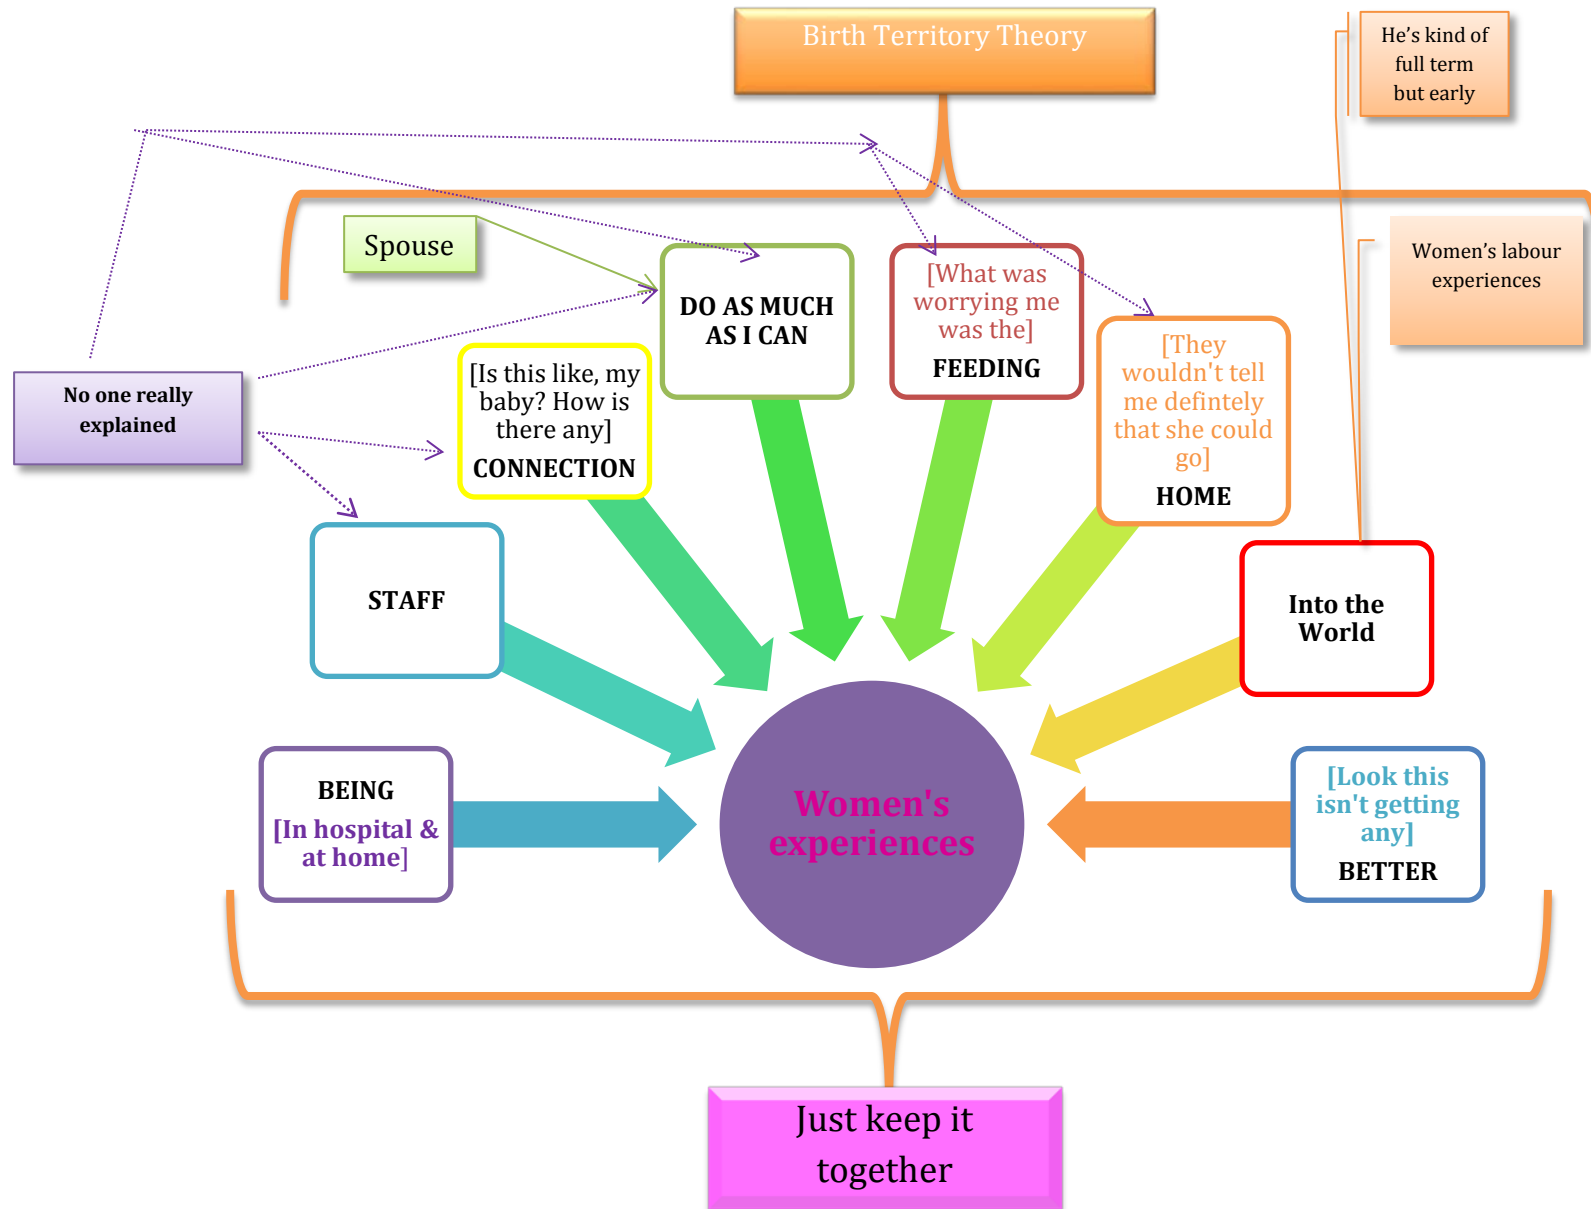 Birth Territory Theory
He’s kind of
full term
but early
Spouse
Women’s labour
experiences
No one really
explained
[Is this like, my
baby? How is
there any]
CONNECTION
DO AS MUCH
AS I CAN
[What was
worrying me
was the]
FEEDING
[They
wouldn't tell
me defintely
that she could
go]
HOME
STAFF
Into the
World
BEING
[In hospital &
at home]
Women's
experiences
[Look this
isn't getting
any]
BETTER
Just keep it
together